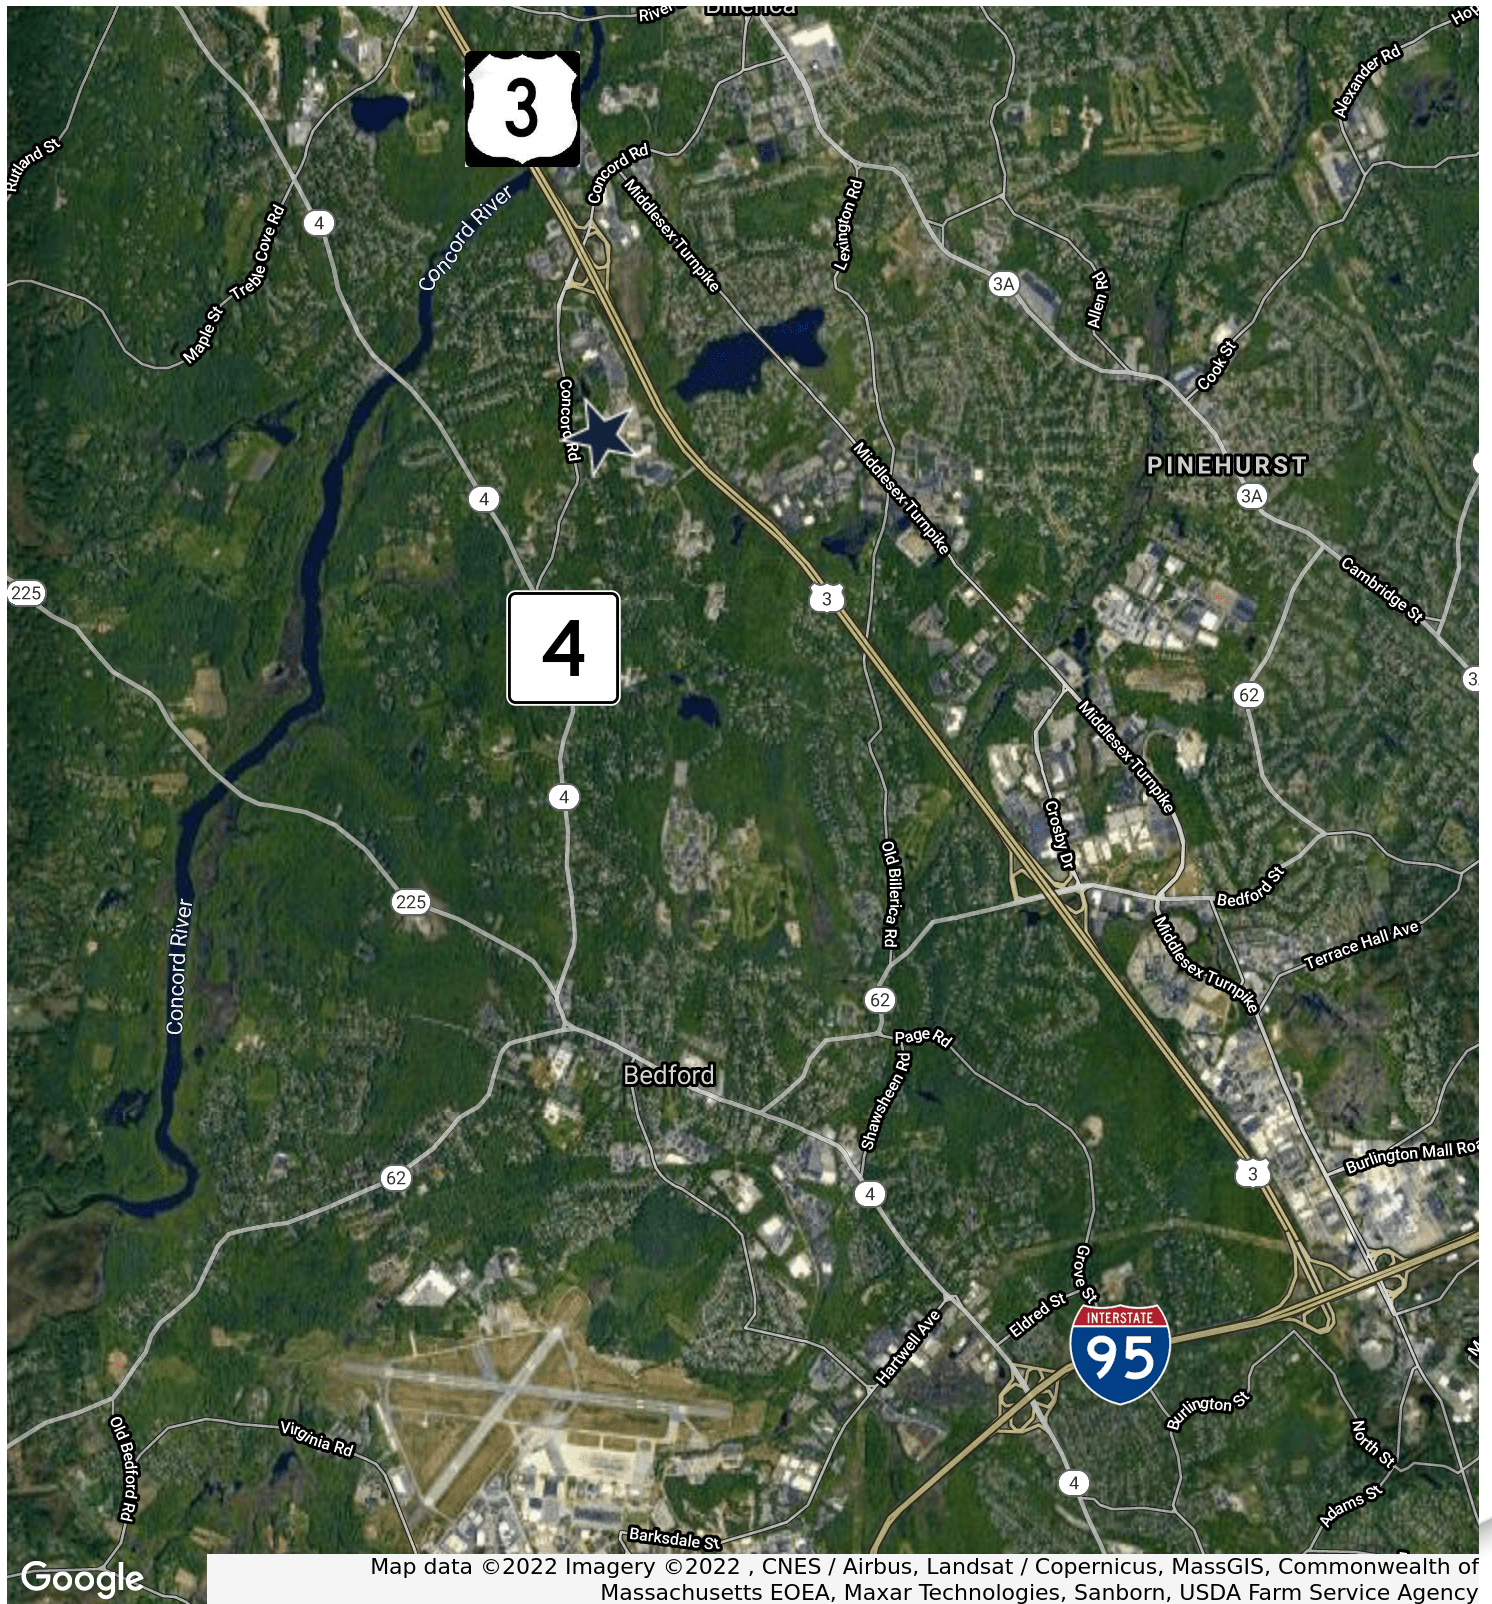 River
Billerica
Hop
Alexander Rd
3
Rutland St
Concord Rd
Middlesex Turnpike
Lexington Rd
4
Treble Cove Rd
Concord River
3A
Allen Rd
Maple St
Cook St
Concord Rd
Middlesex Turnpike
PINEHURST
4
3A
225
3
Cambridge St
4
3
62
Middlesex Turnpike
4
Crosby Dr
Old Billerica Rd
225
Bedford St
Concord River
Terrace Hall Ave
Middlesex Turnpike
62
Page Rd
Bedford
Shawsheen Rd
62
4
3
Burlington Mall Roa
Grove St
Eldred St
INTERSTATE
95
Hartwell Ave
M
Burlington St
Old Bedford Rd
Virginia Rd
North St
4
Adams St
Barksdale St
Google
Map data ©2022 Imagery ©2022 , CNES / Airbus, Landsat / Copernicus, MassGIS, Commonwealth of
Massachusetts EOEA, Maxar Technologies, Sanborn, USDA Farm Service Agency